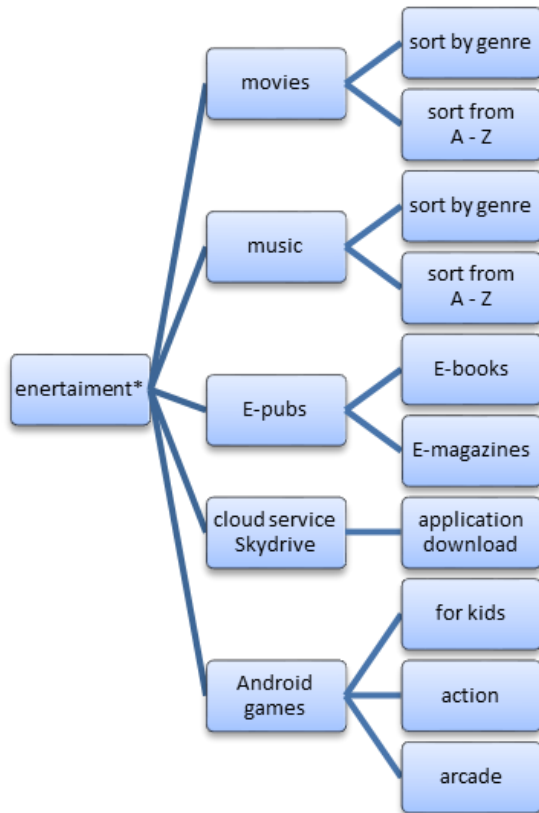 enertaiment*
movies
sort by genre
sort from
A - Z
music
sort by genre
sort from
A - Z
E-pubs
E-books
E-magazines
cloud service
Skydrive
application
download
Android
games
for kids
action
arcade